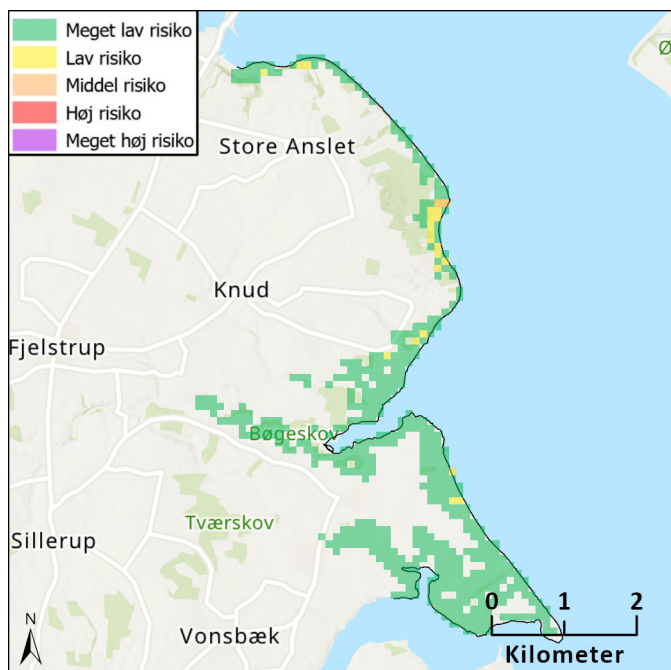 Meget lav risiko
Lav risiko
Middel risiko
Høj risiko
Meget høj risiko
Ø
Store Anslet
Knud
Fjelstrup
Bøgeskov
Tværskov
Sillerup
Vonsbæk
N
0 1 2
Kilometer